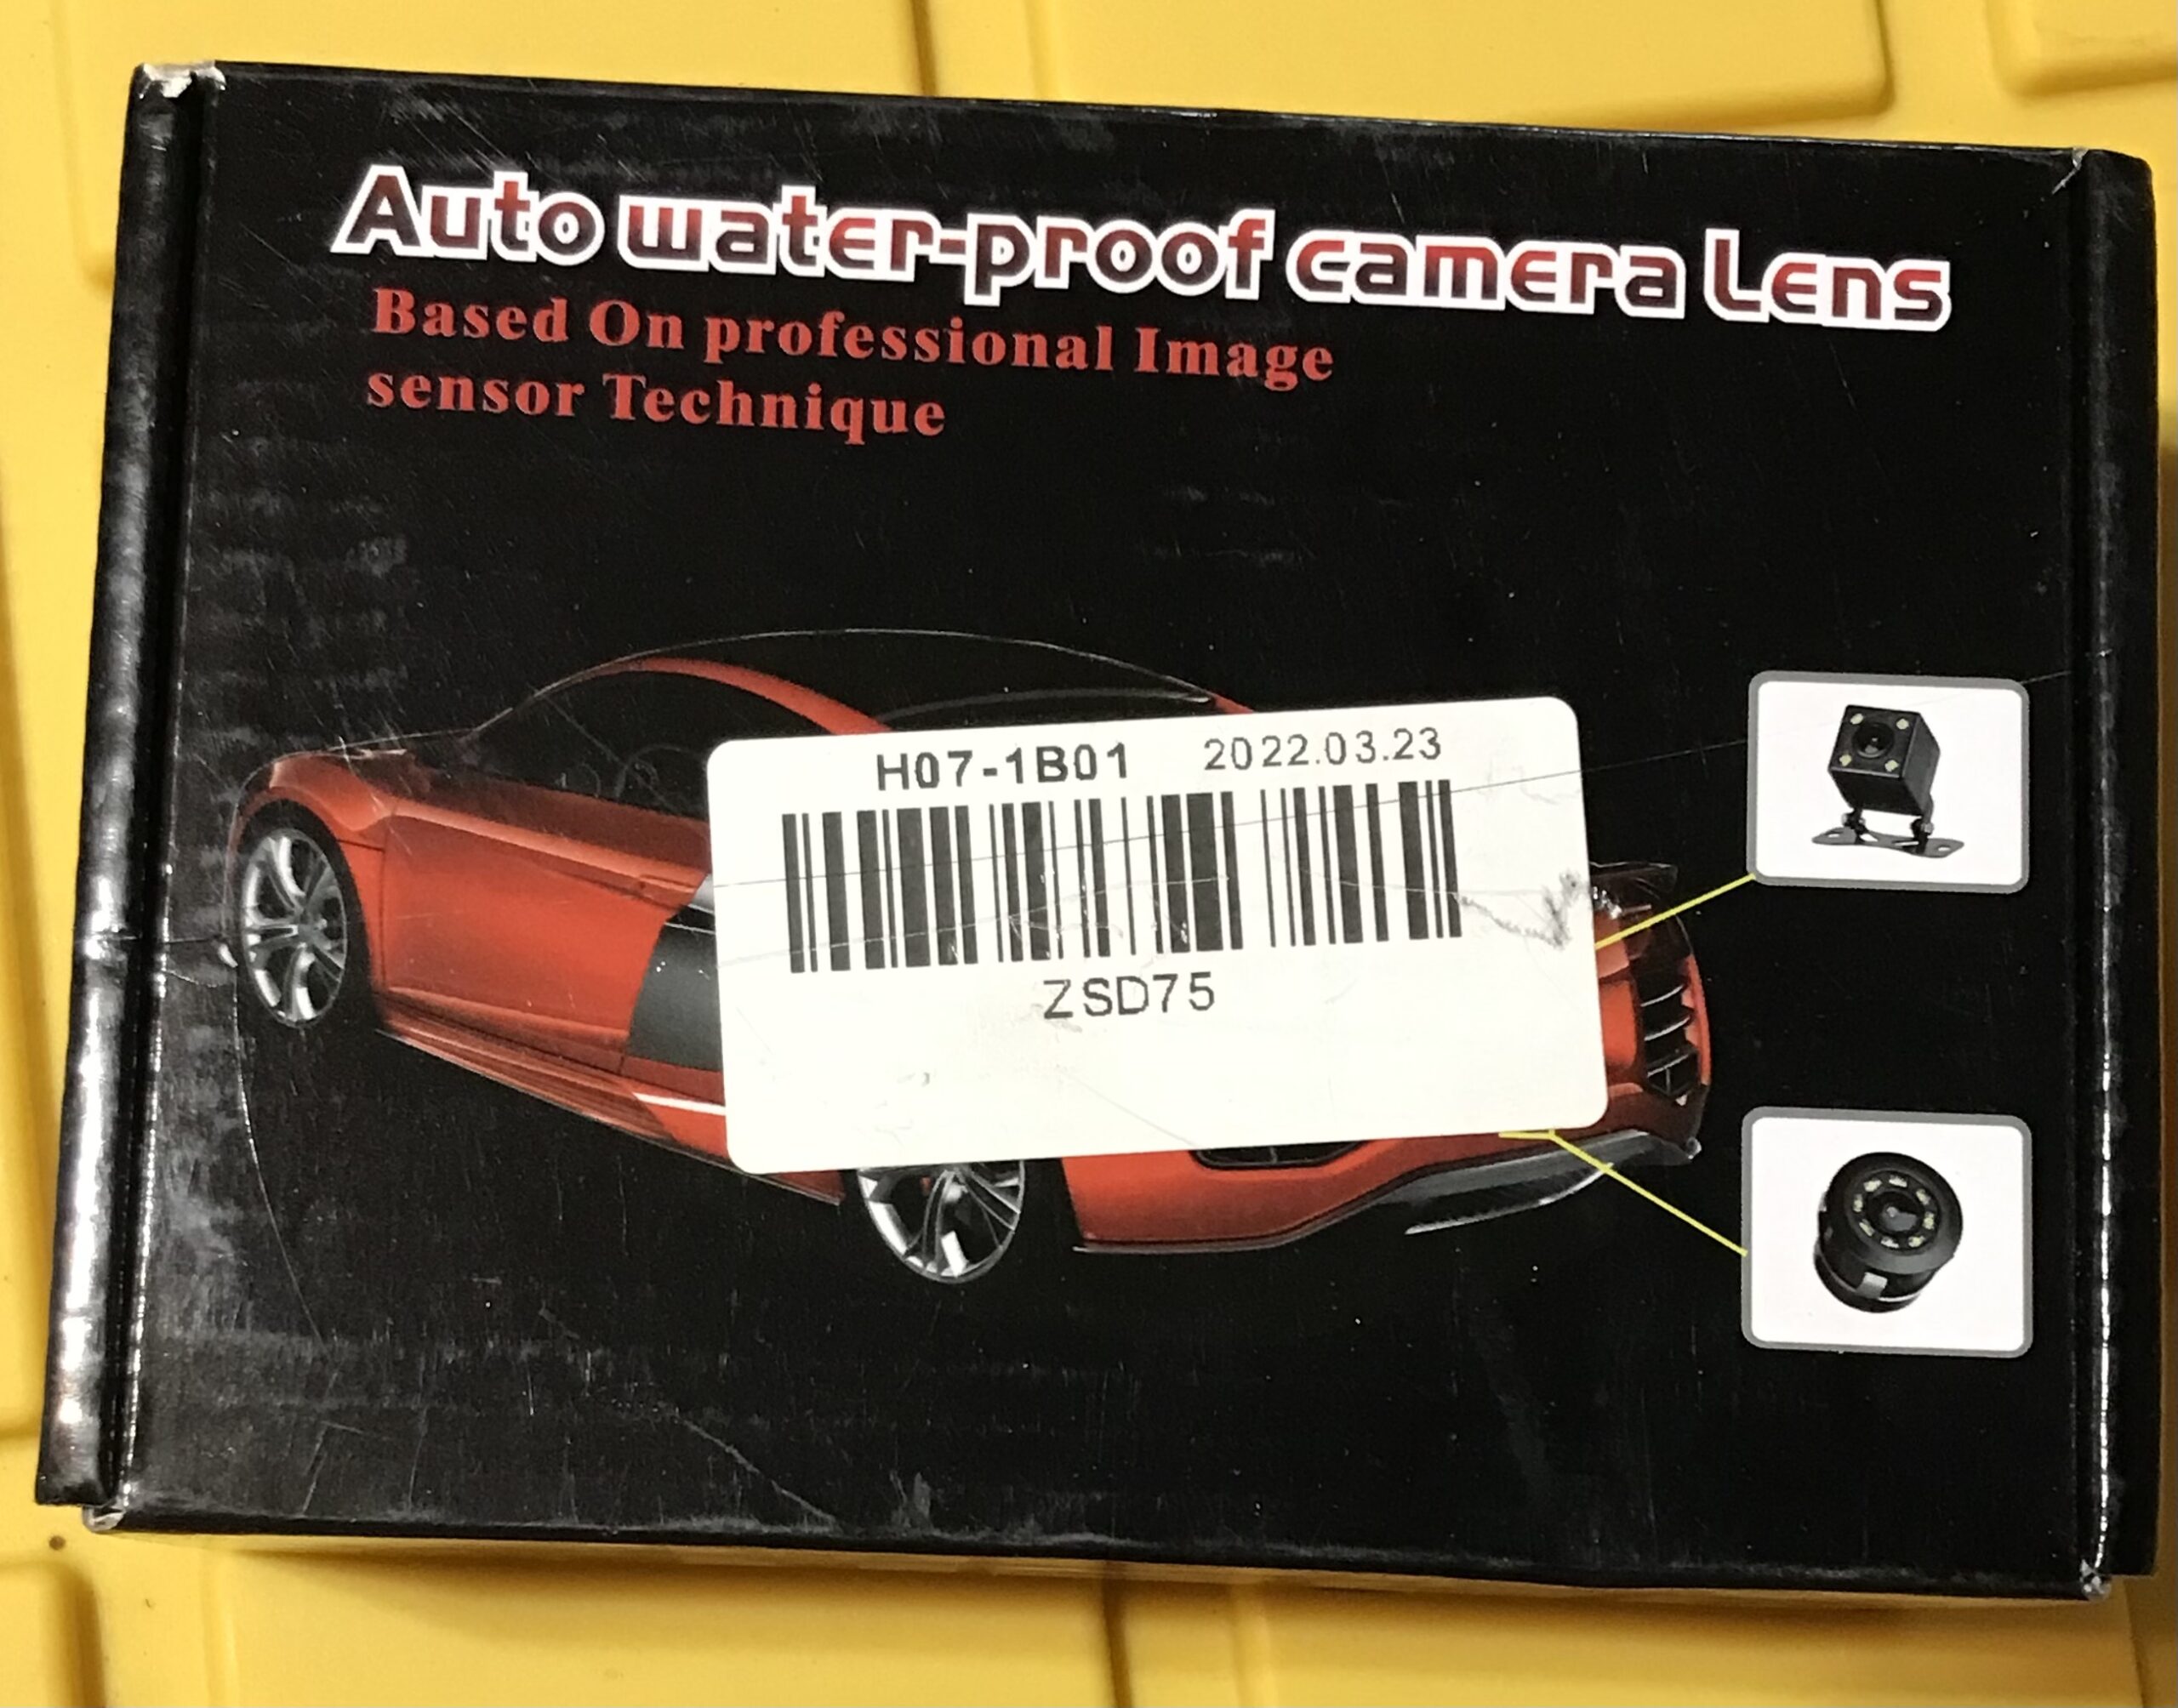 Auto water-proof camera Lens
Based On professional Image
sensor Technique
H07-1B01 2022.03.23
ZSD75